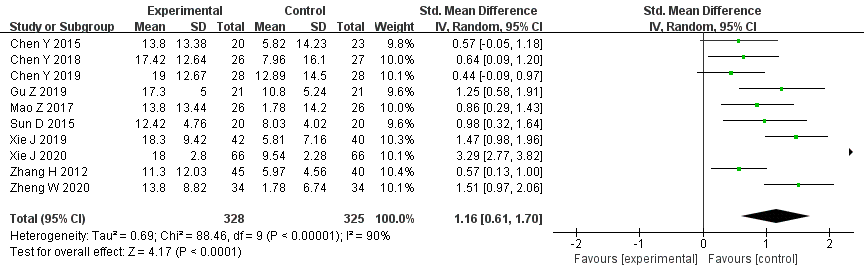 Experimental Control Std. Mean Difference Std. Mean Difference
Study or Subgroup Mean SD Total Mean SD Total Weight IV, Random, 95% CI IV, Random, 95% CI
Chen Y 2015 13.8 13.38 20 5.82 14.23 23 9.8% 0.57 [-0.05, 1.18]
Chen Y 2018 17.42 12.64 26 7.96 16.1 27 10.0% 0.64 [0.09, 1.20]
Chen Y 2019 19 12.67 28 12.89 14.5 28 10.1% 0.44 [-0.09, 0.97]
Gu Z 2019 17.3 5 21 10.8 5.24 21 9.7% 1.25 [0.58, 1.91]
Mao Z 2017 13.8 13.44 26 1.78 14.2 26 10.0% 0.86 [0.29, 1.43]
Sun D 2015 12.42 4.76 20 8.03 4.02 20 9.7% 0.98 [0.32, 1.64]
Xie J 2019 18.3 9.42 42 5.81 7.16 40 10.2% 1.47 [0.98, 1.96]
Xie J 2020 18 2.8 66 9.54 2.28 66 10.1% 3.29 [2.77, 3.82]
Zhang H 2012 11.3 12.03 45 5.97 4.56 40 10.3% 0.57 [0.13, 1.00]
Zheng W 2020 13.8 8.82 34 1.78 6.74 34 10.0% 1.51 [0.97, 2.06]
Total (95% CI) 328 325 100.0% 1.16 [0.61, 1.70]
Heterogeneity: Tau² = 0.69; Chi² = 88.46, df = 9 (P < 0.00001); I² = 90%
Test for overall effect: Z = 4.17 (P < 0.0001)
-2 -1 0 1 2
Favours [experimental] Favours [control]